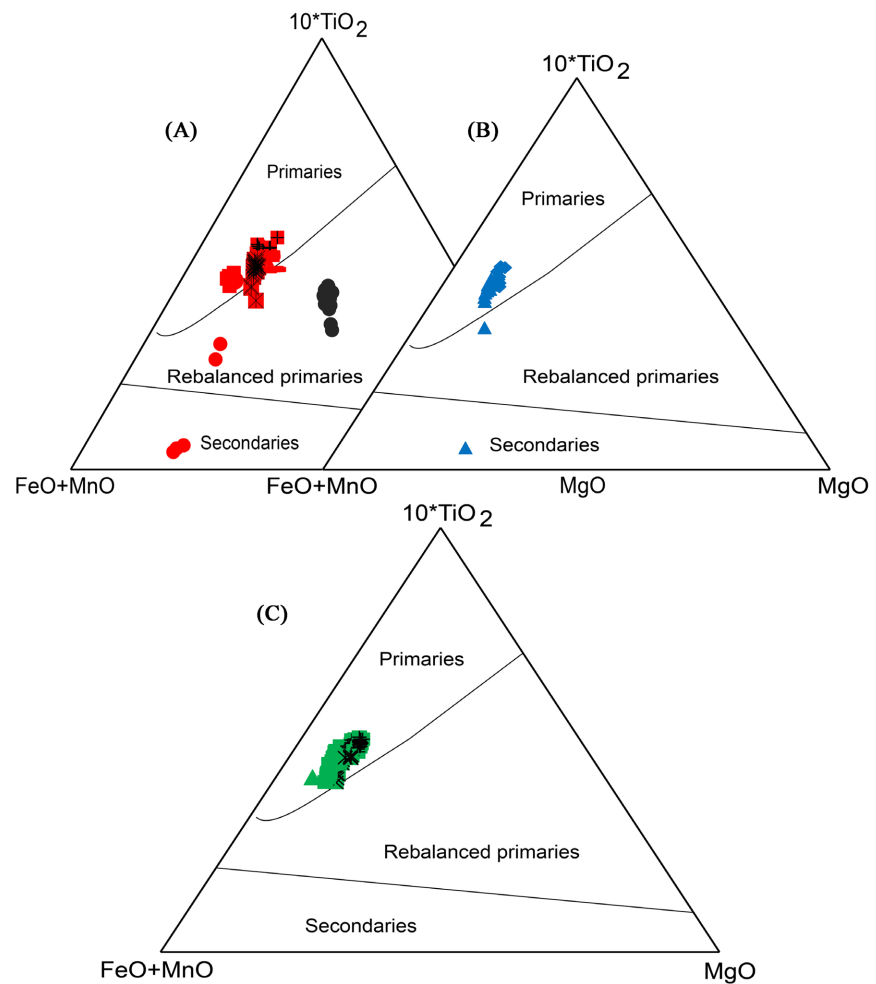 10*TiO2
(A)
Primaries
Rebalanced primaries
Secondaries
FeO+MnO
MgO
10*TiO2
(B)
Primaries
Rebalanced primaries
Secondaries
FeO+MnO
MgO
10*TiO2
(C)
Primaries
Rebalanced primaries
Secondaries
FeO+MnO
MgO